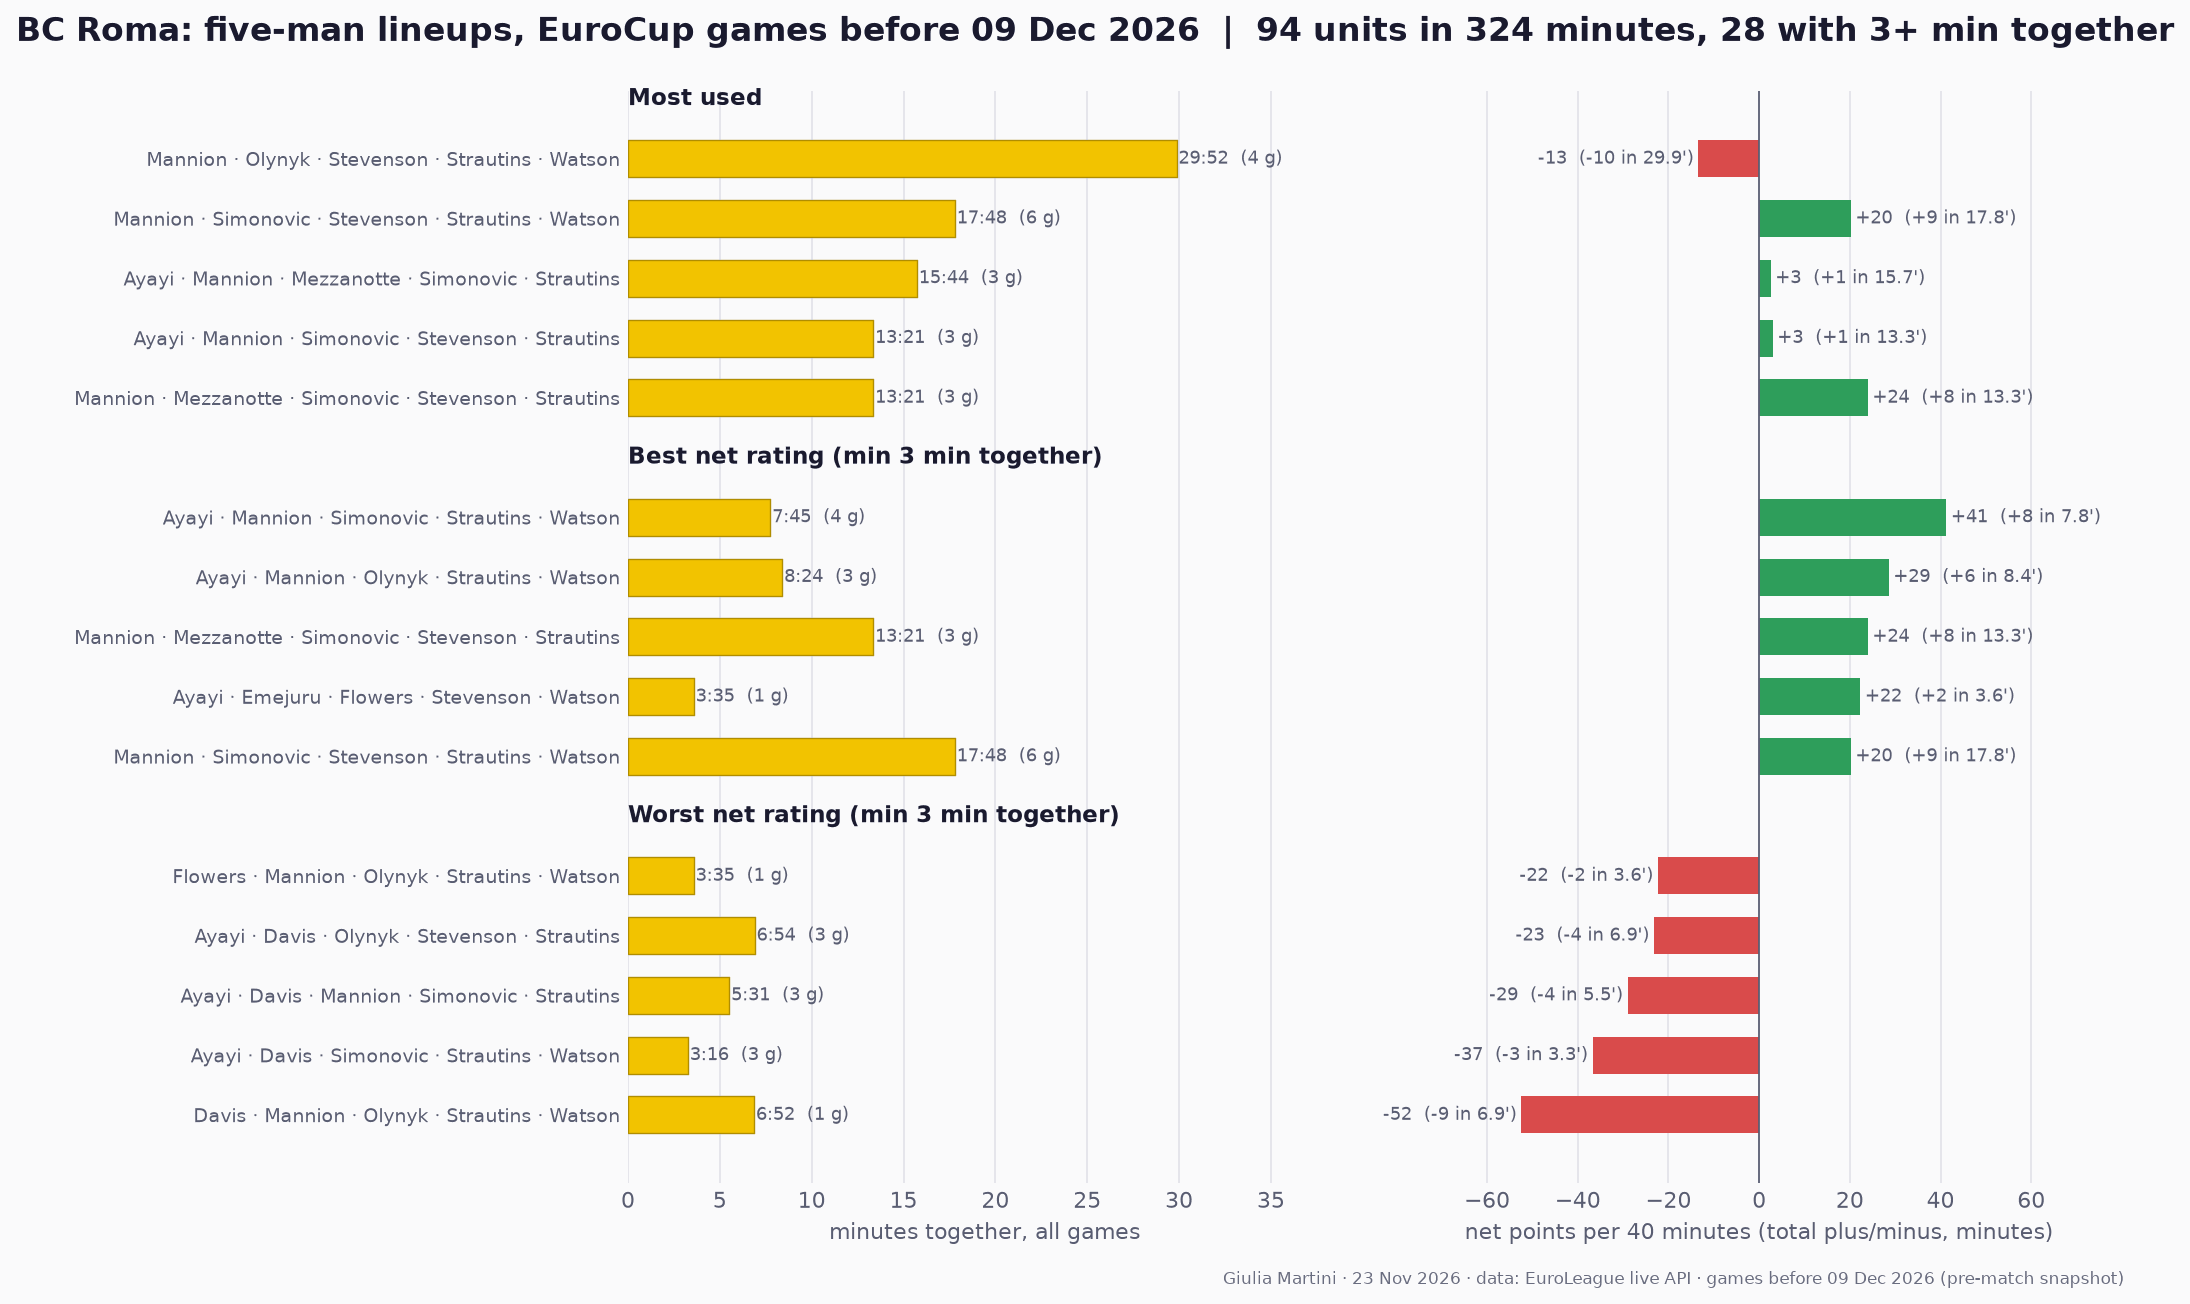 BC Roma: five-man lineups, EuroCup games before 09 Dec 2026 | 94 units in 324 minutes, 28 with 3+ min together
Most used
Mannion · Olynyk · Stevenson · Strautins · Watson 29:52 (4 g) -13 (-10 in 29.9')
Mannion · Simonovic · Stevenson · Strautins · Watson 17:48 (6 g) +20 (+9 in 17.8')
Ayayi · Mannion · Mezzanotte · Simonovic · Strautins 15:44 (3 g) +3 (+1 in 15.7')
Ayayi · Mannion · Simonovic · Stevenson · Strautins 13:21 (3 g) +3 (+1 in 13.3')
Mannion · Mezzanotte · Simonovic · Stevenson · Strautins 13:21 (3 g) +24 (+8 in 13.3')
Best net rating (min 3 min together)
Ayayi · Mannion · Simonovic · Strautins · Watson 7:45 (4 g) +41 (+8 in 7.8')
Ayayi · Mannion · Olynyk · Strautins · Watson 8:24 (3 g) +29 (+6 in 8.4')
Mannion · Mezzanotte · Simonovic · Stevenson · Strautins 13:21 (3 g) +24 (+8 in 13.3')
Ayayi · Emejuru · Flowers · Stevenson · Watson 3:35 (1 g) +22 (+2 in 3.6')
Mannion · Simonovic · Stevenson · Strautins · Watson 17:48 (6 g) +20 (+9 in 17.8')
Worst net rating (min 3 min together)
Flowers · Mannion · Olynyk · Strautins · Watson 3:35 (1 g) -22 (-2 in 3.6')
Ayayi · Davis · Olynyk · Stevenson · Strautins 6:54 (3 g) -23 (-4 in 6.9')
Ayayi · Davis · Mannion · Simonovic · Strautins 5:31 (3 g) -29 (-4 in 5.5')
Ayayi · Davis · Simonovic · Strautins · Watson 3:16 (3 g) -37 (-3 in 3.3')
Davis · Mannion · Olynyk · Strautins · Watson 6:52 (1 g) -52 (-9 in 6.9')
0 5 10 15 20 25 30 35 −60 −40 −20 0 20 40 60
minutes together, all games net points per 40 minutes (total plus/minus, minutes)
Giulia Martini · 23 Nov 2026 · data: EuroLeague live API · games before 09 Dec 2026 (pre-match snapshot)